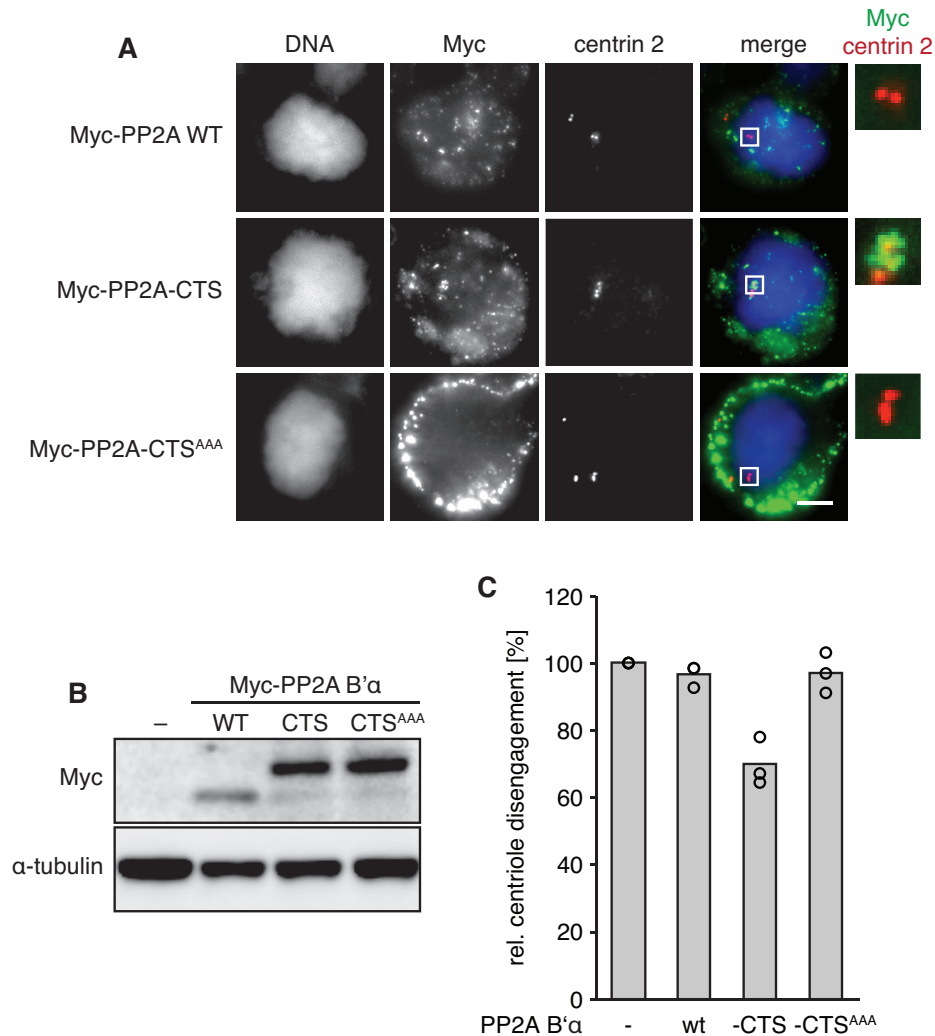 A
DNA
Myc
centrin 2
merge
Myc
centrin 2
Myc-PP2A WT
Myc-PP2A-CTS
Myc-PP2A-CTSAAA
B
Myc-PP2A B'α
– WT CTS CTSAAA
Myc
α-tubulin
C
rel. centriole disengagement [%]
120
100
80
60
40
20
0
PP2A B'α - wt -CTS -CTSAAA